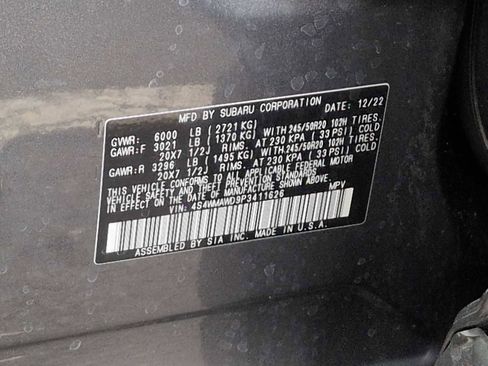 MFD BY SUBARU CORPORATION DATE: 12/22
GVWR: 6000 LB (2721 KG)
GAWR:F 3021 LB (1370 KG) WITH 245/50R20 102H TIRES.
20X7 1/2J RIMS. AT 230 KPA (33 PSI) COLD
GAWR:R 3296 LB (1495 KG) WITH 245/50R20 102H TIRES.
20X7 1/2J RIMS. AT 230 KPA (33 PSI) COLD
THIS VEHICLE CONFORMS TO ALL APPLICABLE FEDERAL MOTOR
VEHICLE SAFETY STANDARDS IN EFFECT ON THE DATE OF
MANUFACTURE SHOWN ABOVE.
VIN: 4S4WMAWD9P3411626 MPV
ASSEMBLED BY SIA INC. MADE IN U.S.A.